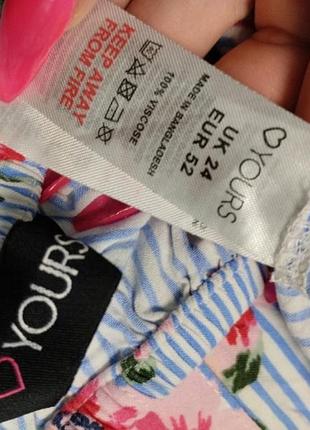 ♡ YOURS
UK 24
EUR 52
MADE IN BANGLADESH
100% VISCOSE
KEEP AWAY
FROM FIRE
YOURS